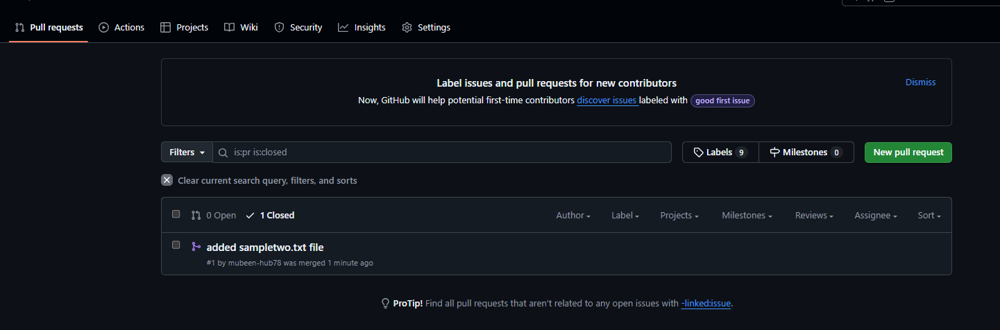 Pull requests Actions Projects Wiki Security Insights Settings
Label issues and pull requests for new contributors
Dismiss
Now, GitHub will help potential first-time contributors discover issues labeled with good first issue
Filters is:pr is:closed Labels 9 Milestones 0 New pull request
Clear current search query, filters, and sorts
0 Open 1 Closed Author Label Projects Milestones Reviews Assignee Sort
added sampletwo.txt file
#1 by mubeen-hub78 was merged 1 minute ago
ProTip! Find all pull requests that aren't related to any open issues with -linked:issue.